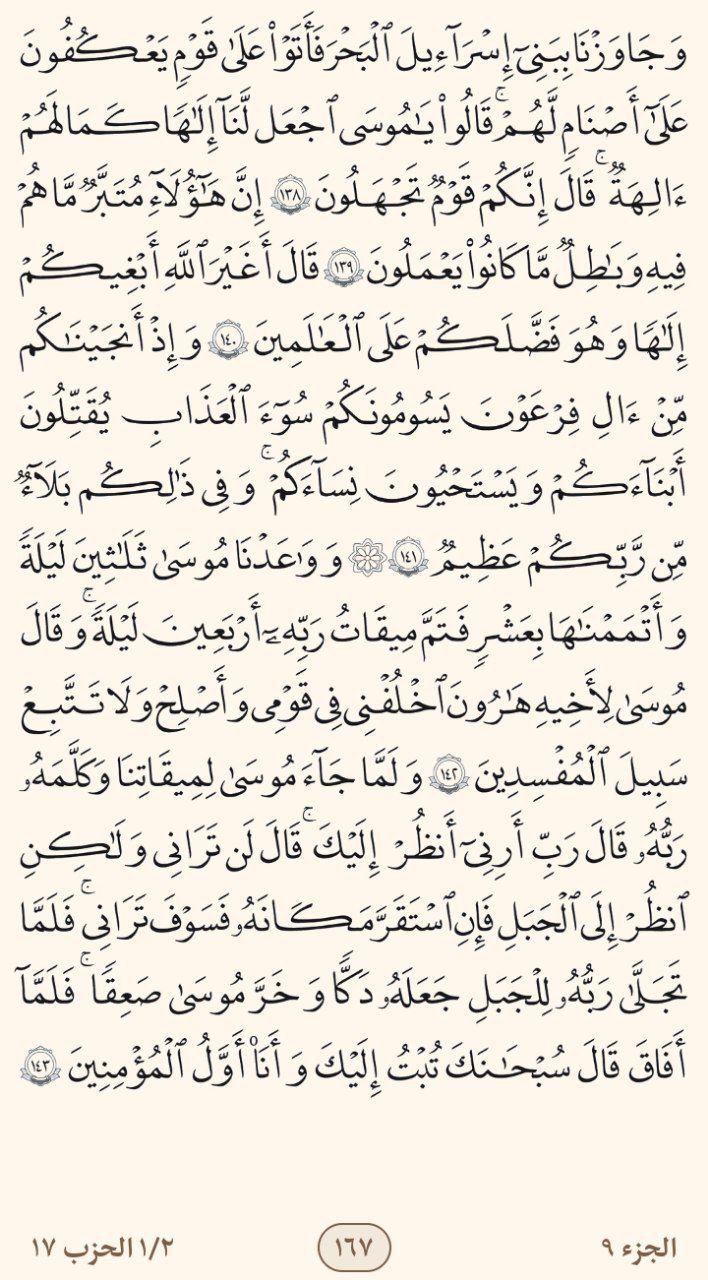 وَجَاوَزْنَا بِبَنِىٓ إِسْرَٰٓءِيلَ ٱلْبَحْرَ فَأَتَوْا۟ عَلَىٰ قَوْمٍ يَعْكُفُونَ
عَلَىٰٓ أَصْنَامٍ لَّهُمْ ۚ قَالُوا۟ يَٰمُوسَى ٱجْعَل لَّنَآ إِلَٰهًا كَمَا لَهُمْ
ءَالِهَةٌ ۚ قَالَ إِنَّكُمْ قَوْمٌ تَجْهَلُونَ ١٣٨ إِنَّ هَٰٓؤُلَآءِ مُتَبَّرٌ مَّا هُمْ
فِيهِ وَبَٰطِلٌ مَّا كَانُوا۟ يَعْمَلُونَ ١٣٩ قَالَ أَغَيْرَ ٱللَّهِ أَبْغِيكُمْ
إِلَٰهًا وَهُوَ فَضَّلَكُمْ عَلَى ٱلْعَٰلَمِينَ ١٤٠ وَإِذْ أَنجَيْنَٰكُم
مِّنْ ءَالِ فِرْعَوْنَ يَسُومُونَكُمْ سُوٓءَ ٱلْعَذَابِ يُقَتِّلُونَ
أَبْنَآءَكُمْ وَيَسْتَحْيُونَ نِسَآءَكُمْ ۚ وَفِى ذَٰلِكُم بَلَآءٌ
مِّن رَّبِّكُمْ عَظِيمٌ ١٤١ ۞ وَوَٰعَدْنَا مُوسَىٰ ثَلَٰثِينَ لَيْلَةً
وَأَتْمَمْنَٰهَا بِعَشْرٍ فَتَمَّ مِيقَٰتُ رَبِّهِۦٓ أَرْبَعِينَ لَيْلَةً ۚ وَقَالَ
مُوسَىٰ لِأَخِيهِ هَٰرُونَ ٱخْلُفْنِى فِى قَوْمِى وَأَصْلِحْ وَلَا تَتَّبِعْ
سَبِيلَ ٱلْمُفْسِدِينَ ١٤٢ وَلَمَّا جَآءَ مُوسَىٰ لِمِيقَٰتِنَا وَكَلَّمَهُۥ
رَبُّهُۥ قَالَ رَبِّ أَرِنِىٓ أَنظُرْ إِلَيْكَ ۚ قَالَ لَن تَرَىٰنِى وَلَٰكِنِ
ٱنظُرْ إِلَى ٱلْجَبَلِ فَإِنِ ٱسْتَقَرَّ مَكَانَهُۥ فَسَوْفَ تَرَىٰنِى ۚ فَلَمَّا
تَجَلَّىٰ رَبُّهُۥ لِلْجَبَلِ جَعَلَهُۥ دَكًّا وَخَرَّ مُوسَىٰ صَعِقًا ۚ فَلَمَّآ
أَفَاقَ قَالَ سُبْحَٰنَكَ تُبْتُ إِلَيْكَ وَأَنَا۠ أَوَّلُ ٱلْمُؤْمِنِينَ ١٤٣
الجزء ٩ ١٦٧ ١/٢ الحزب ١٧